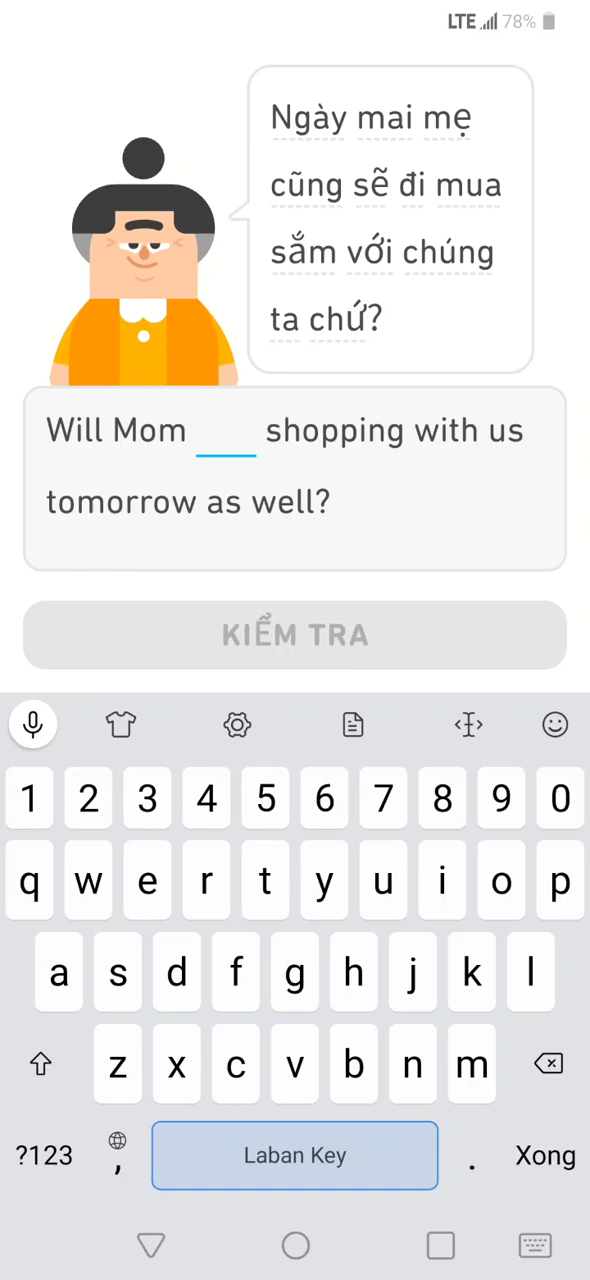 LTE 78%
Ngày mai mẹ
cũng sẽ đi mua
sắm với chúng
ta chứ?
Will Mom ___ shopping with us
tomorrow as well?
KIỂM TRA
1 2 3 4 5 6 7 8 9 0
q w e r t y u i o p
a s d f g h j k l
z x c v b n m
?123 , Laban Key . Xong